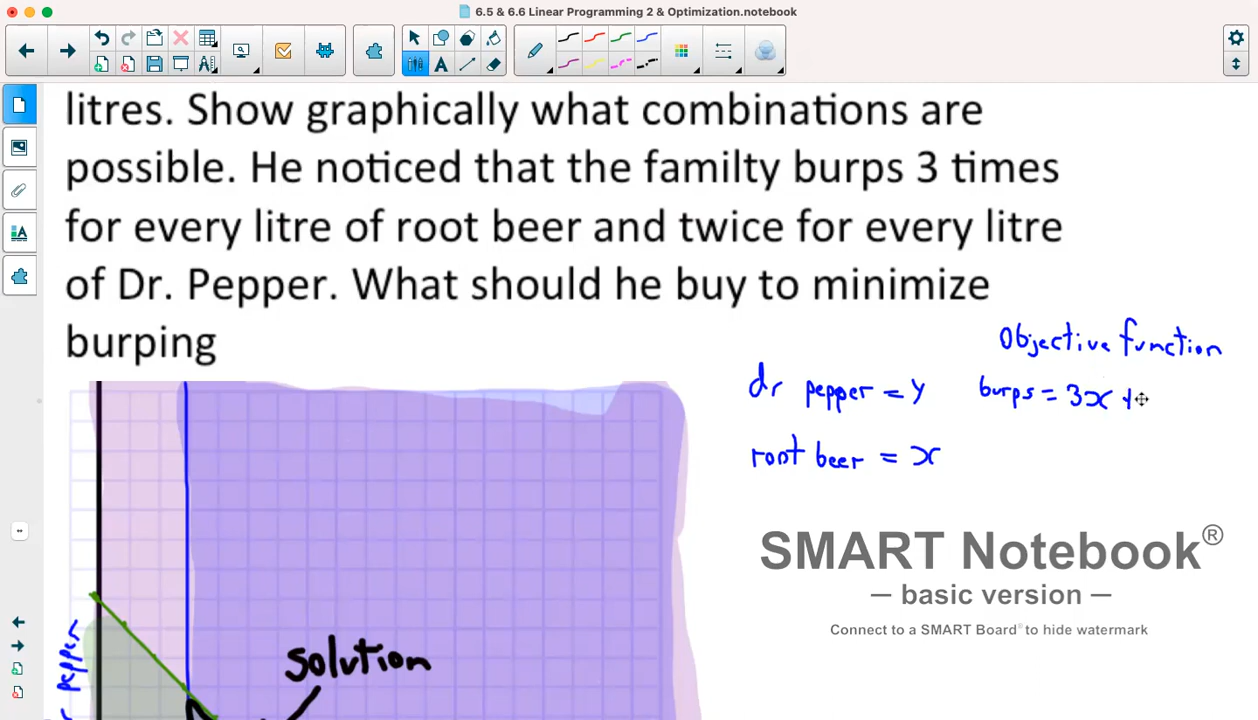 6.5 & 6.6 Linear Programming 2 & Optimization.notebook
litres. Show graphically what combinations are
possible. He noticed that the familty burps 3 times
for every litre of root beer and twice for every litre
of Dr. Pepper. What should he buy to minimize
burping
Objective function
dr pepper = y
burps = 3x +
root beer = x
SMART Notebook®
— basic version —
Connect to a SMART Board® to hide watermark
solution
pepper